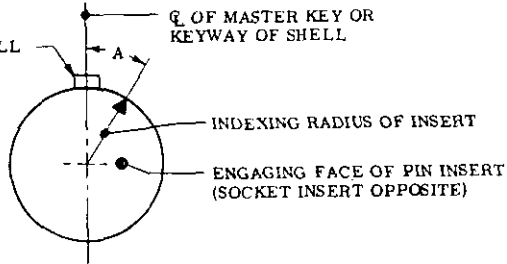 ℄ OF MASTER KEY OR
KEYWAY OF SHELL
LL
A
INDEXING RADIUS OF INSERT
ENGAGING FACE OF PIN INSERT
(SOCKET INSERT OPPOSITE)